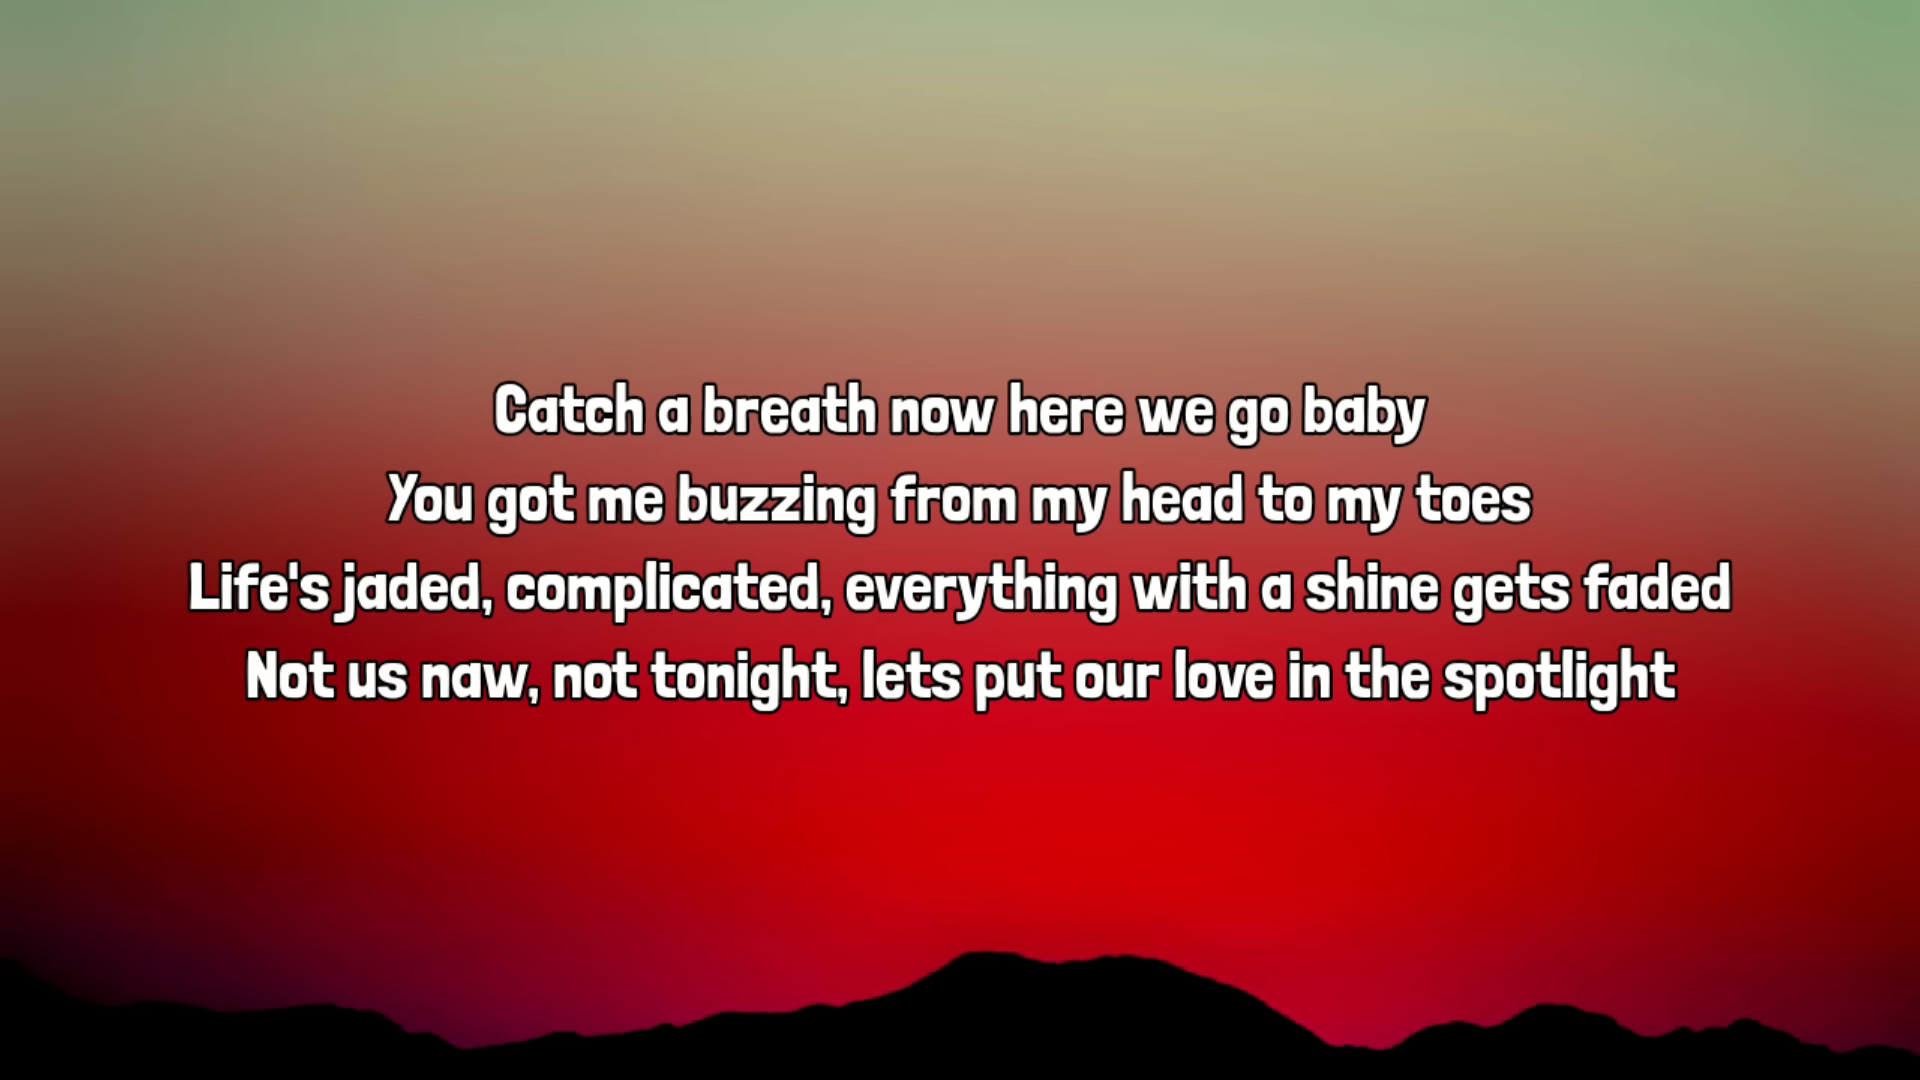 Catch a breath now here we go baby
You got me buzzing from my head to my toes
Life's jaded, complicated, everything with a shine gets faded
Not us naw, not tonight, lets put our love in the spotlight